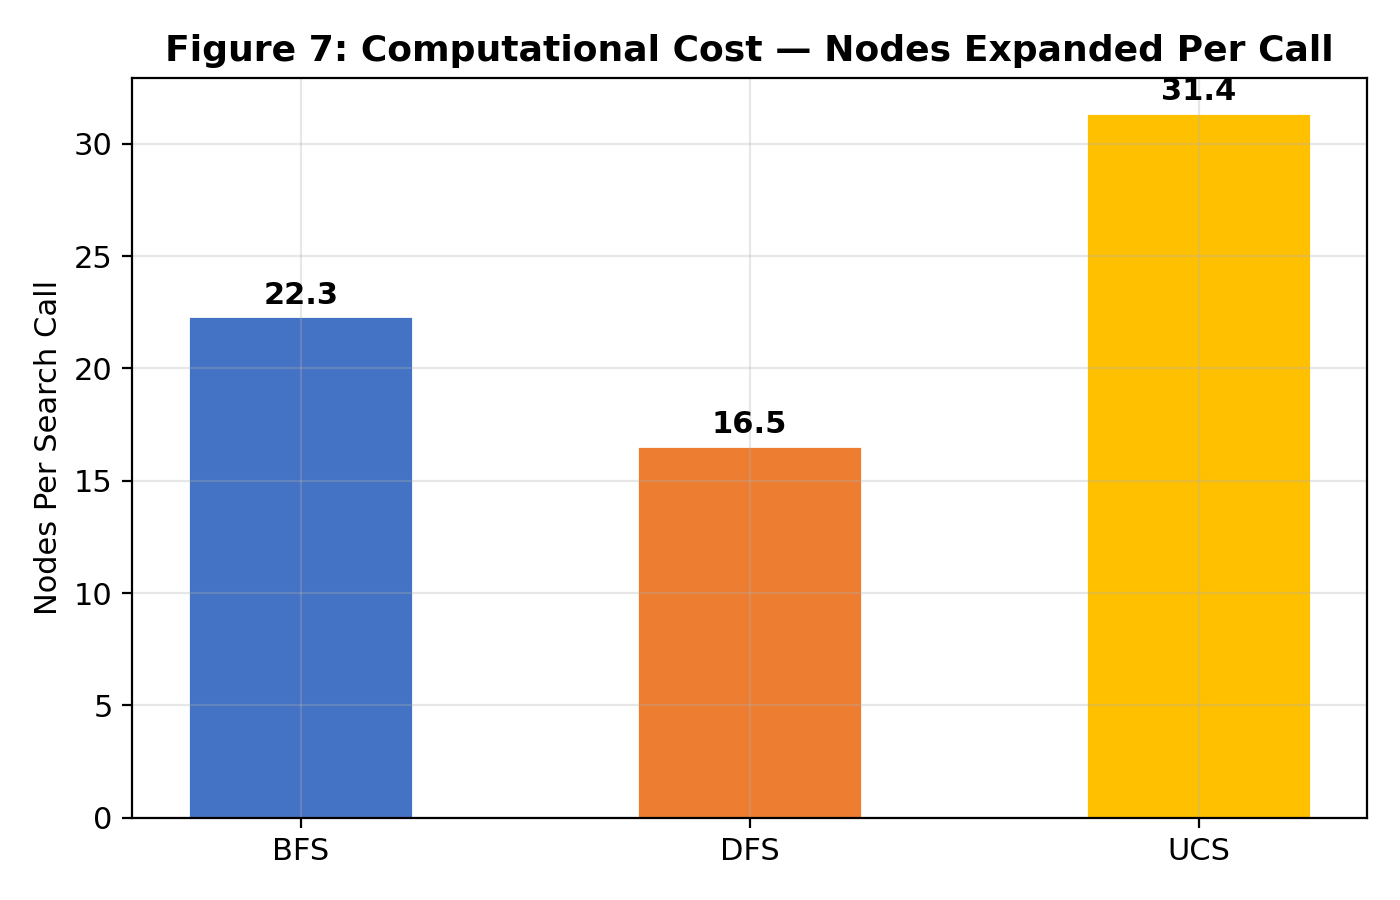 Figure 7: Computational Cost — Nodes Expanded Per Call
31.4
30
25
22.3
20
16.5
15
10
5
0
Nodes Per Search Call
BFS
DFS
UCS